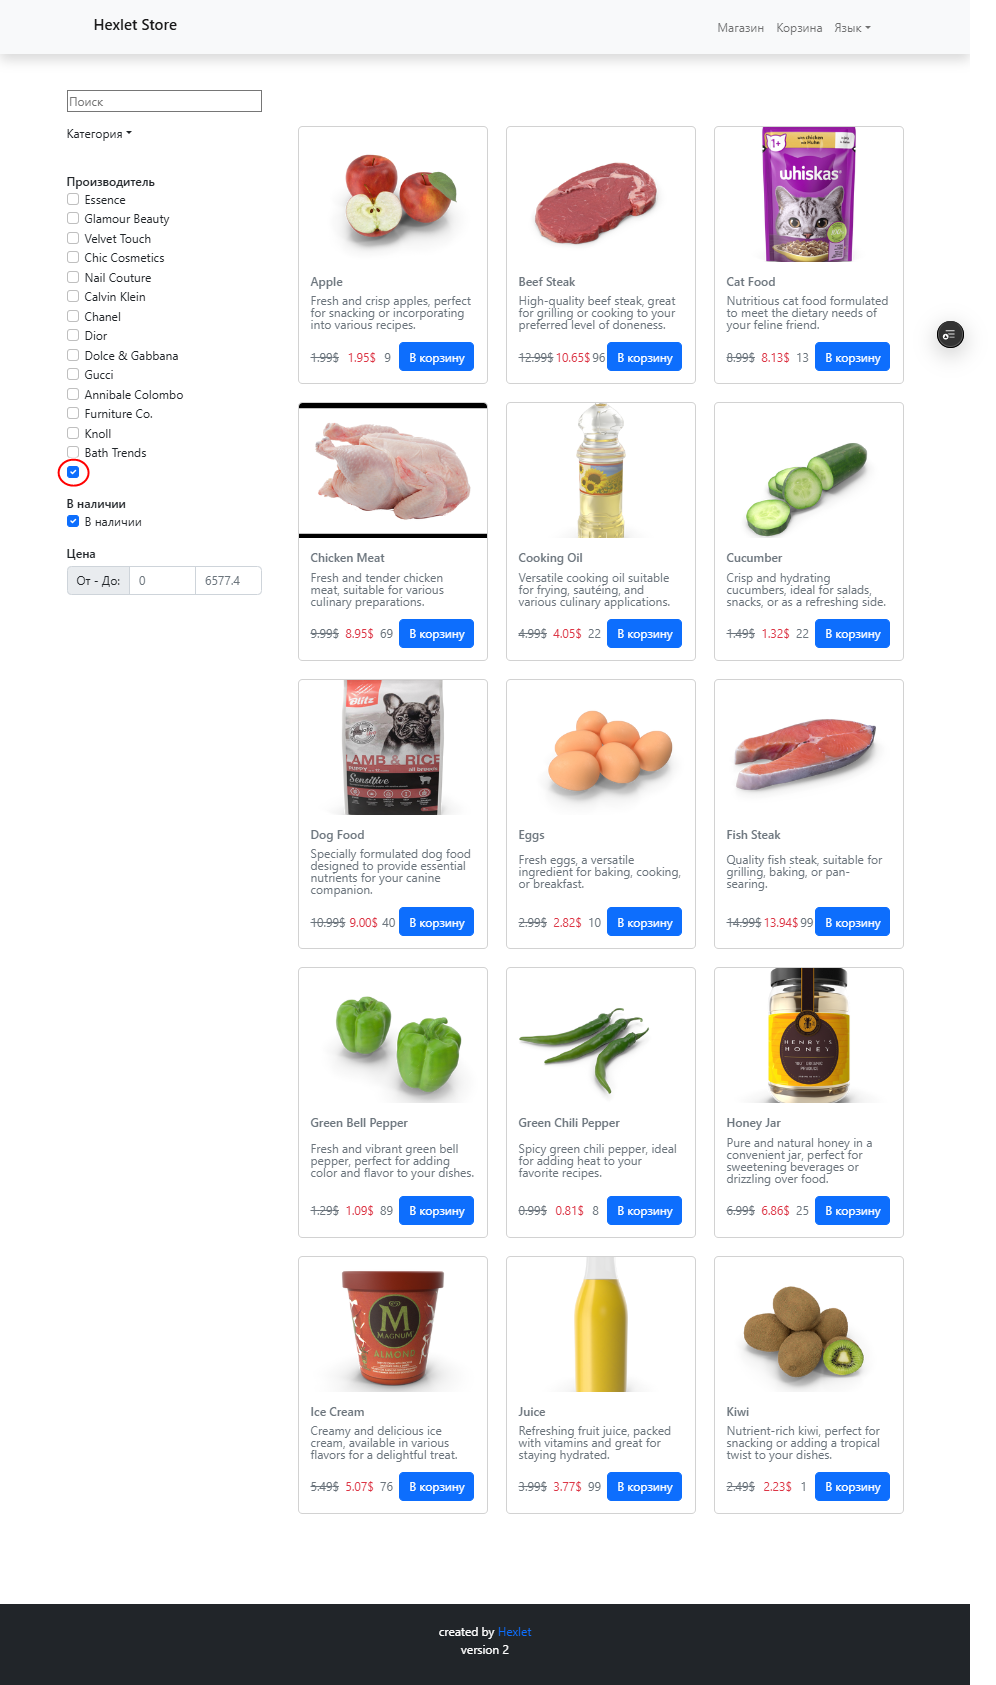 Hexlet Store
Магазин Корзина Язык
Поиск
Категория
Производитель
Essence
Glamour Beauty
Velvet Touch
Chic Cosmetics
Nail Couture
Calvin Klein
Chanel
Dior
Dolce & Gabbana
Gucci
Annibale Colombo
Furniture Co.
Knoll
Bath Trends
В наличии
В наличии
Цена
От - До: 0 6577.4
Apple
Fresh and crisp apples, perfect
for snacking or incorporating
into various recipes.
1.99$ 1.95$ 9 В корзину
Beef Steak
High-quality beef steak, great
for grilling or cooking to your
preferred level of doneness.
12.99$ 10.65$ 96 В корзину
1+
whiskas
Cat Food
Nutritious cat food formulated
to meet the dietary needs of
your feline friend.
8.99$ 8.13$ 13 В корзину
Chicken Meat
Fresh and tender chicken
meat, suitable for various
culinary preparations.
9.99$ 8.95$ 69 В корзину
Cooking Oil
Versatile cooking oil suitable
for frying, sautéing, and
various culinary applications.
4.99$ 4.05$ 22 В корзину
Cucumber
Crisp and hydrating
cucumbers, ideal for salads,
snacks, or as a refreshing side.
1.49$ 1.32$ 22 В корзину
Blitz
LAMB & RICE
Sensitive
Dog Food
Specially formulated dog food
designed to provide essential
nutrients for your canine
companion.
10.99$ 9.00$ 40 В корзину
Eggs
Fresh eggs, a versatile
ingredient for baking, cooking,
or breakfast.
2.99$ 2.82$ 10 В корзину
Fish Steak
Quality fish steak, suitable for
grilling, baking, or pan-
searing.
14.99$ 13.94$ 99 В корзину
Green Bell Pepper
Fresh and vibrant green bell
pepper, perfect for adding
color and flavor to your dishes.
1.29$ 1.09$ 89 В корзину
Green Chili Pepper
Spicy green chili pepper, ideal
for adding heat to your
favorite recipes.
0.99$ 0.81$ 8 В корзину
HENRY'S
HONEY
Honey Jar
Pure and natural honey in a
convenient jar, perfect for
sweetening beverages or
drizzling over food.
6.99$ 6.86$ 25 В корзину
M
MAGNUM
ALMOND
Ice Cream
Creamy and delicious ice
cream, available in various
flavors for a delightful treat.
5.49$ 5.07$ 76 В корзину
Juice
Refreshing fruit juice, packed
with vitamins and great for
staying hydrated.
3.99$ 3.77$ 99 В корзину
Kiwi
Nutrient-rich kiwi, perfect for
snacking or adding a tropical
twist to your dishes.
2.49$ 2.23$ 1 В корзину
created by Hexlet
version 2